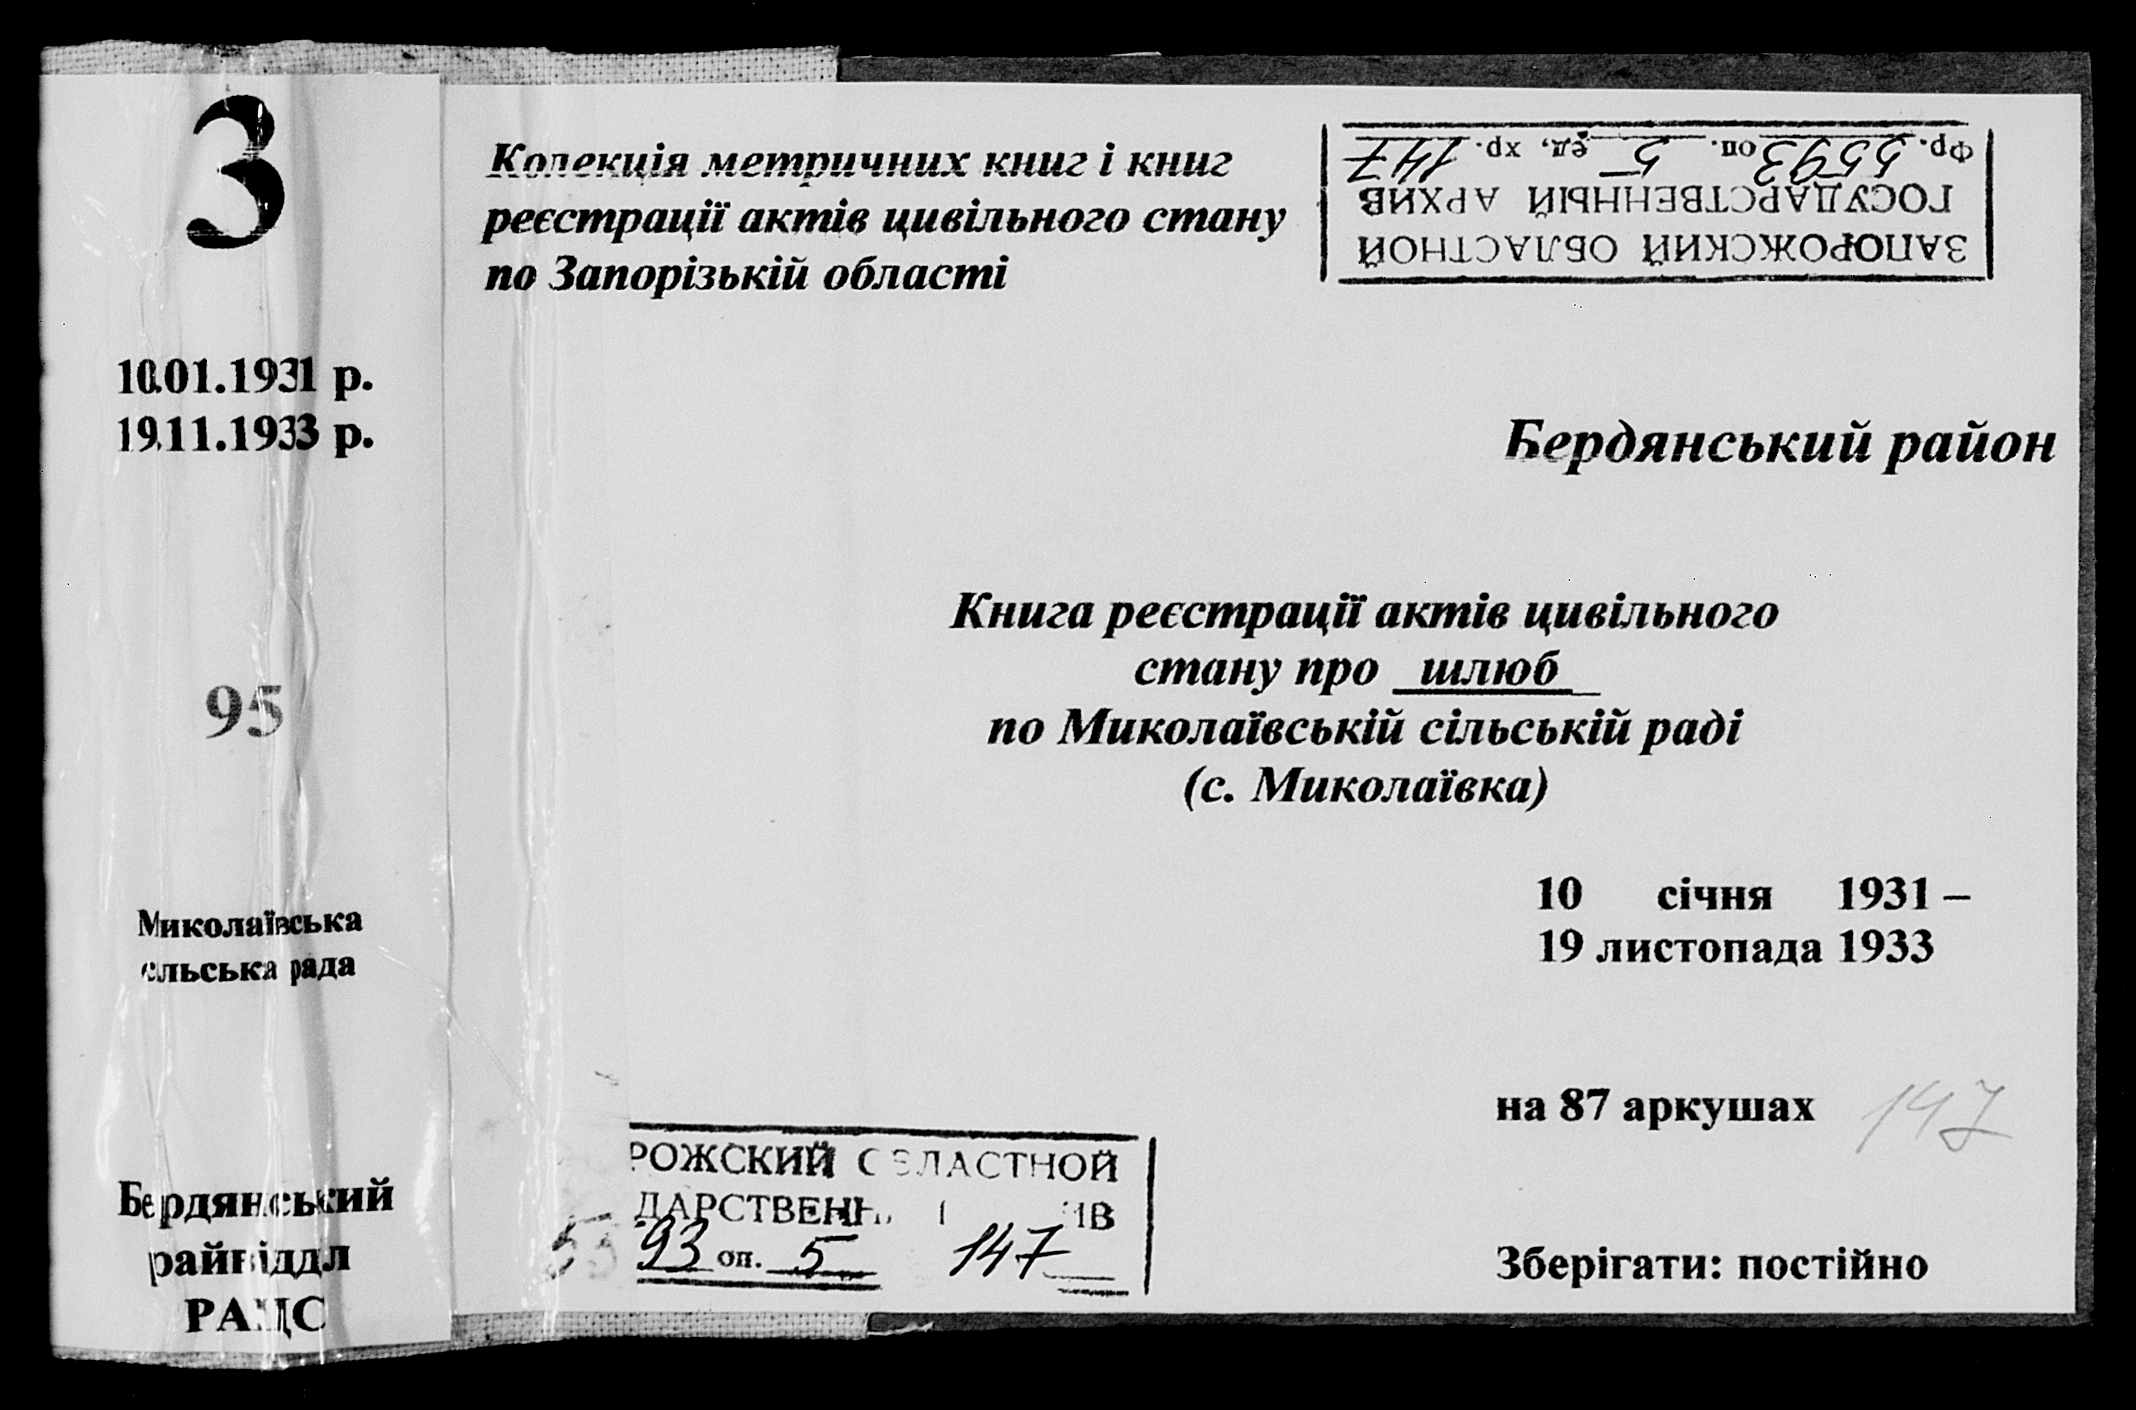 3
10.01.1931 р.
19.11.1933 р.
95
Миколаївська
сільська рада
Бердянський
райвідділ
РАЦС
Колекція метричних книг і книг
реєстрації актів цивільного стану
по Запорізькій області
ЗАПОРОЖСКИЙ ОБЛАСТНОЙ
ГОСУДАРСТВЕННЫЙ АРХИВ
Фр. 5593 оп. 5 ед. хр. 147
Бердянський район
Книга реєстрації актів цивільного
стану про шлюб
по Миколаївській сільській раді
(с. Миколаївка)
10 січня 1931 –
19 листопада 1933
на 87 аркушах 147
РОЖСКИЙ ОБЛАСТНОЙ
ДАРСТВЕНН ИВ
93 оп. 5 147
Зберігати: постійно